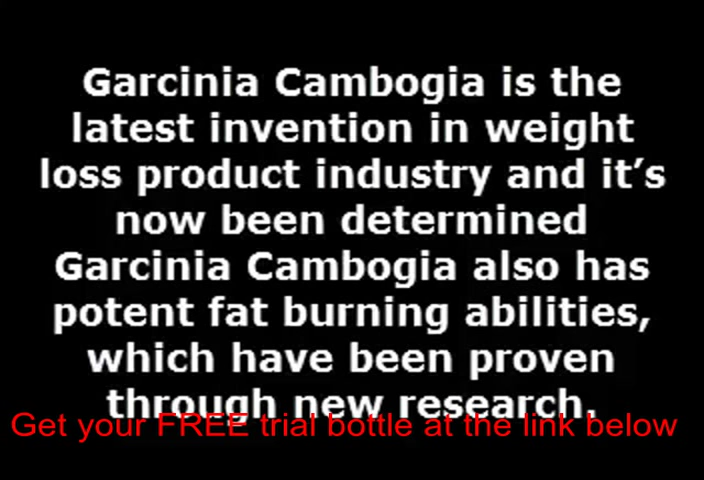 Garcinia Cambogia is the
latest invention in weight
loss product industry and it’s
now been determined
Garcinia Cambogia also has
potent fat burning abilities,
which have been proven
through new research.
Get your FREE trial bottle at the link below